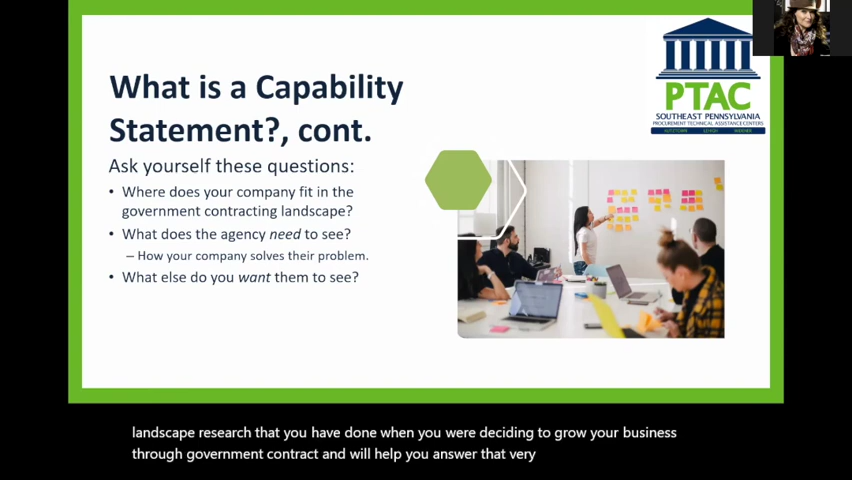 What is a Capability
Statement?, cont.
Ask yourself these questions:
• Where does your company fit in the
government contracting landscape?
• What does the agency need to see?
– How your company solves their problem.
• What else do you want them to see?
PTAC
SOUTHEAST PENNSYLVANIA
PROCUREMENT TECHNICAL ASSISTANCE CENTERS
KUTZTOWN LEHIGH WIDENER
landscape research that you have done when you were deciding to grow your business
through government contract and will help you answer that very